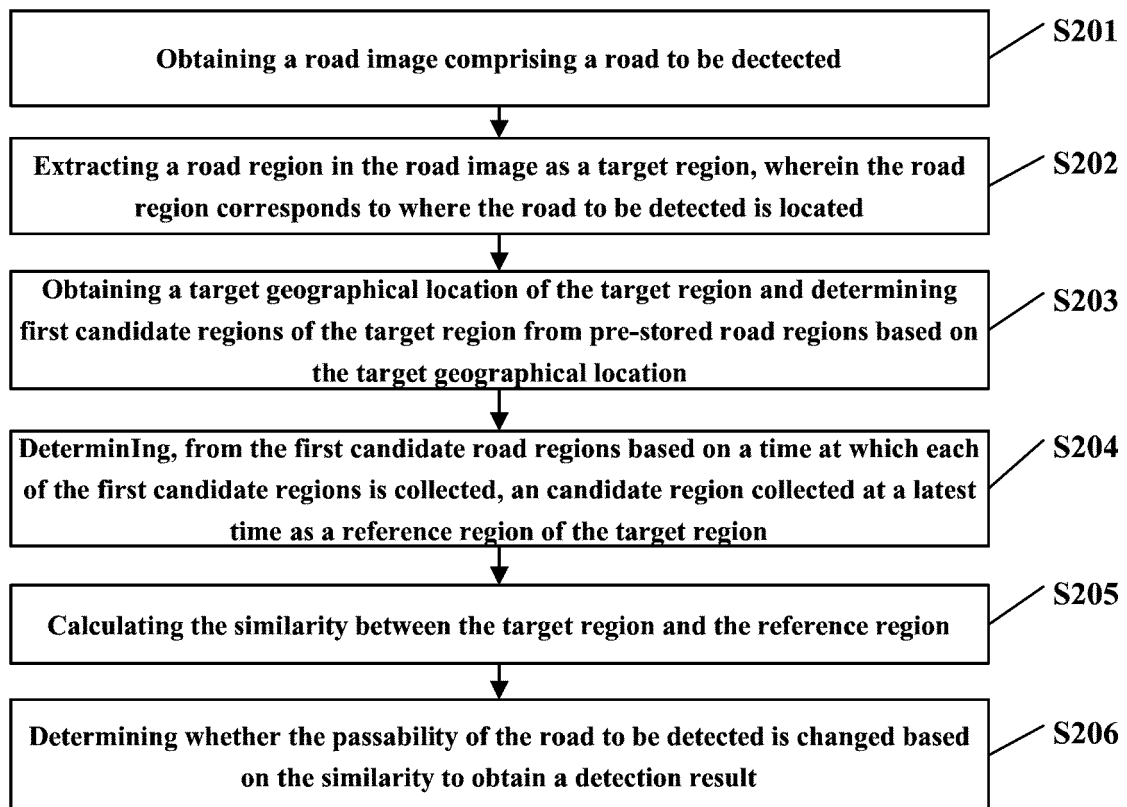 Obtaining a road image comprising a road to be dectected
S201
Extracting a road region in the road image as a target region, wherein the road
region corresponds to where the road to be detected is located
S202
Obtaining a target geographical location of the target region and determining
first candidate regions of the target region from pre-stored road regions based on
the target geographical location
S203
DeterminIng, from the first candidate road regions based on a time at which each
of the first candidate regions is collected, an candidate region collected at a latest
time as a reference region of the target region
S204
Calculating the similarity between the target region and the reference region
S205
Determining whether the passability of the road to be detected is changed based
on the similarity to obtain a detection result
S206